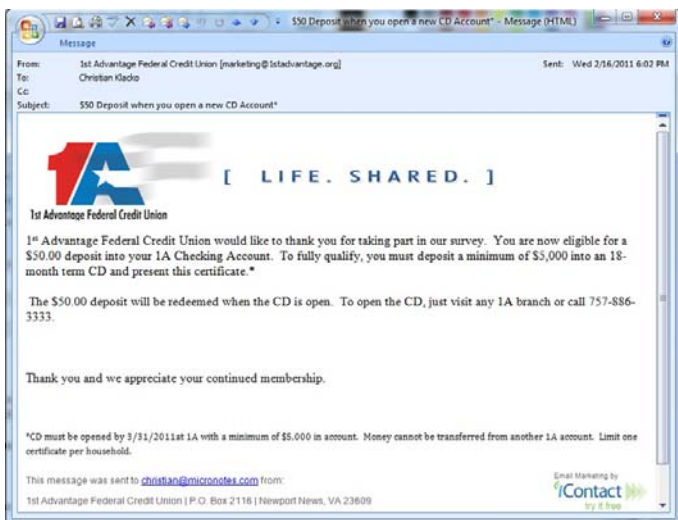 $50 Deposit when you open a new CD Account* - Message (HTML)
Message
From: 1st Advantage Federal Credit Union [marketing@1stadvantage.org] Sent: Wed 2/16/2011 6:02 PM
To: Christian Klacko
Cc:
Subject: $50 Deposit when you open a new CD Account*
1A
[ LIFE. SHARED. ]
1st Advantage Federal Credit Union
1st Advantage Federal Credit Union would like to thank you for taking part in our survey. You are now eligible for a
$50.00 deposit into your 1A Checking Account. To fully qualify, you must deposit a minimum of $5,000 into an 18-
month term CD and present this certificate.*
The $50.00 deposit will be redeemed when the CD is open. To open the CD, just visit any 1A branch or call 757-886-
3333.
Thank you and we appreciate your continued membership.
*CD must be opened by 3/31/2011at 1A with a minimum of $5.000 in account. Money cannot be transferred from another 1A account. Limit one
certificate per household.
This message was sent to christian@micronotes.com from:
1st Advantage Federal Credit Union | P.O. Box 2116 | Newport News, VA 23609
Email Marketing by
iContact
try it free